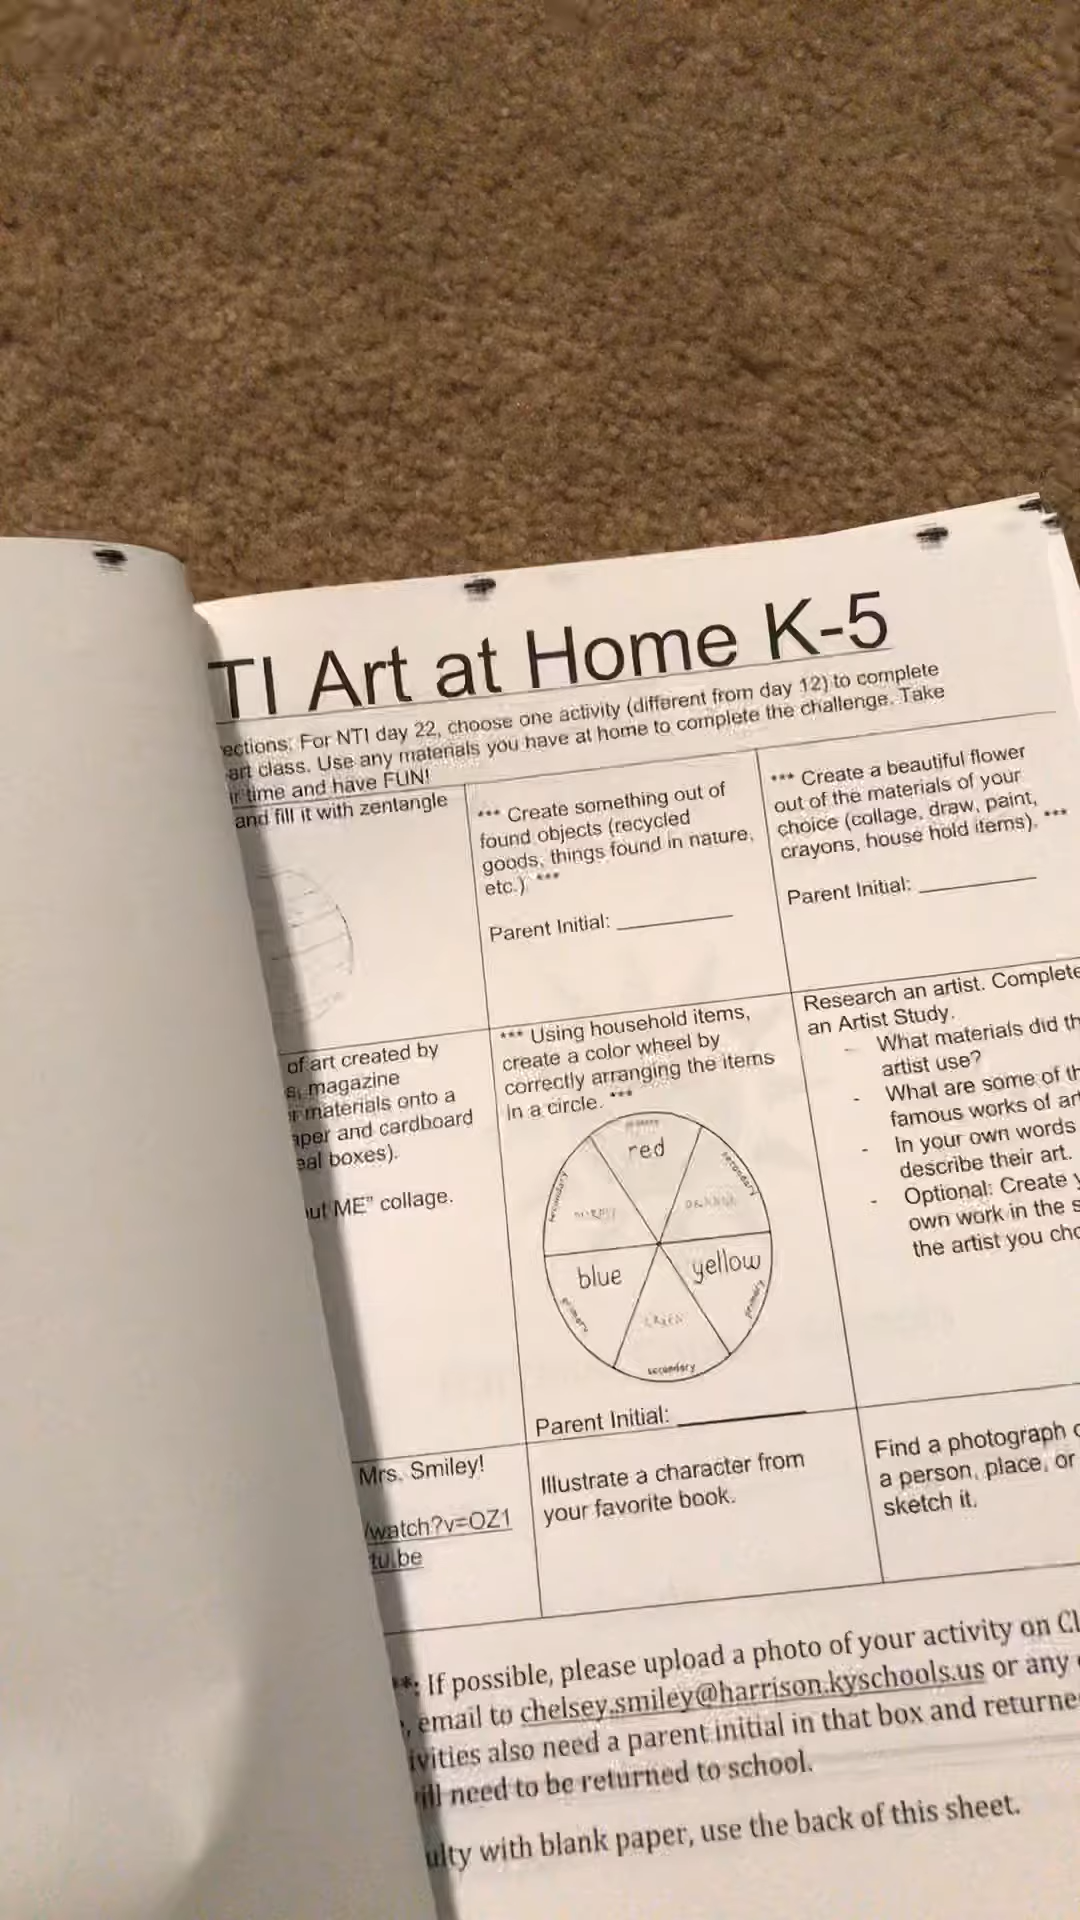 TI Art at Home K-5
ections: For NTI day 22, choose one activity (different from day 12) to complete
art class. Use any materials you have at home to complete the challenge. Take
ir time and have FUN!
and fill it with zentangle
*** Create something out of
found objects (recycled
goods, things found in nature,
etc.) ***
Parent Initial:
*** Create a beautiful flower
out of the materials of your
choice (collage, draw, paint,
crayons, house hold items). ***
Parent Initial:
of art created by
s, magazine
r materials onto a
aper and cardboard
eal boxes).
ut ME" collage.
*** Using household items,
create a color wheel by
correctly arranging the items
in a circle. ***
red
secondary
ORANGE
yellow
primary
GREEN
secondary
blue
primary
PURPLE
secondary
Parent Initial:
Research an artist. Complete
an Artist Study.
- What materials did th
artist use?
- What are some of th
famous works of art
- In your own words
describe their art.
- Optional: Create y
own work in the s
the artist you cho
Mrs. Smiley!
/watch?v=OZ1
tu.be
Illustrate a character from
your favorite book.
Find a photograph o
a person, place, or
sketch it.
**: If possible, please upload a photo of your activity on Cl
, email to chelsey.smiley@harrison.kyschools.us or any
ivities also need a parent initial in that box and returne
ill need to be returned to school.
ulty with blank paper, use the back of this sheet.